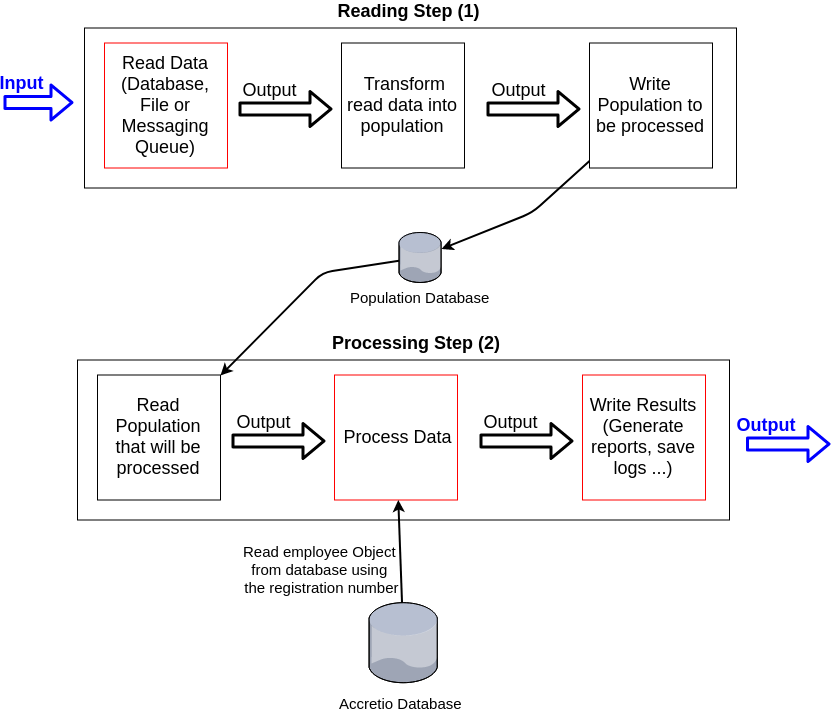 Reading Step (1)
Input
Read Data
(Database,
File or
Messaging
Queue)
Output
Transform
read data into
population
Output
Write
Population to
be processed
Population Database
Processing Step (2)
Read
Population
that will be
processed
Output
Process Data
Output
Write Results
(Generate
reports, save
logs ...)
Output
Read employee Object
from database using
the registration number
Accretio Database